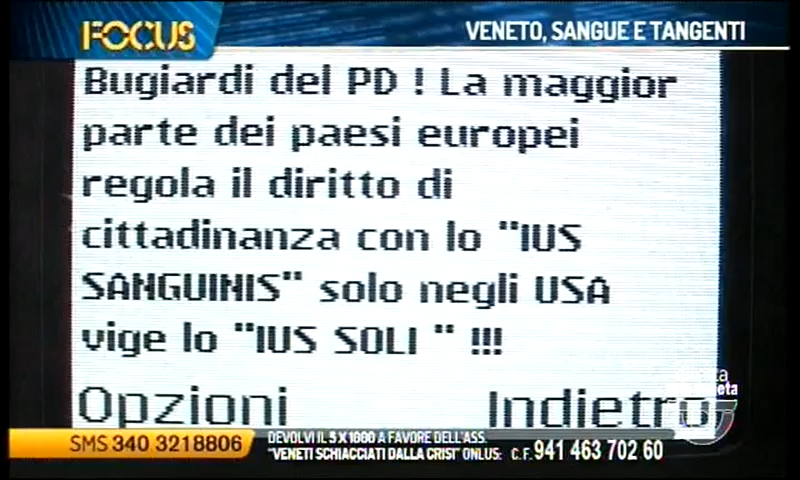 FOCUS
VENETO, SANGUE E TANGENTI
Bugiardi del PD ! La maggior
parte dei paesi europei
regola il diritto di
cittadinanza con lo "IUS
SANGUINIS" solo negli USA
vige lo "IUS SOLI " !!!
Opzioni Indietro
SMS 340 3218806
DEVOLVI IL 5 X 1000 A FAVORE DELL'ASS.
"VENETI SCHIACCIATI DALLA CRISI" ONLUS: C.F. 941 463 702 60